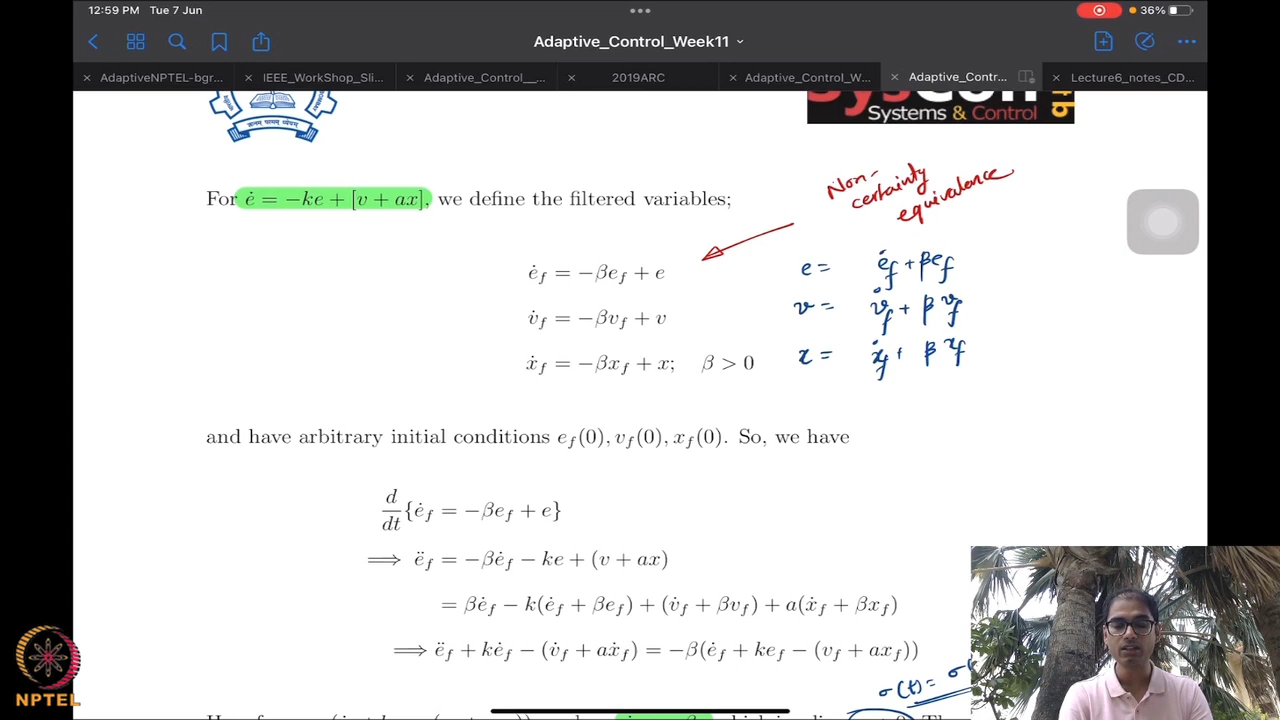 12:59 PM Tue 7 Jun
36%
Adaptive_Control_Week11
AdaptiveNPTEL-bgr...
IEEE_WorkShop_Sli...
Adaptive_Control__...
2019ARC
Adaptive_Control_W...
Adaptive_Contr...
Lecture6_notes_CD...
SysCon
Systems & Control
Non-
certainty
equivalence
For ė = −ke + [v + ax], we define the filtered variables;
ė_f = −βe_f + e
e = ė_f + βe_f
v̇_f = −βv_f + v
v = v̇_f + βv_f
ẋ_f = −βx_f + x; β > 0
x = ẋ_f + βx_f
and have arbitrary initial conditions e_f(0), v_f(0), x_f(0). So, we have
d/dt {ė_f = −βe_f + e}
⟹ ë_f = −βė_f − ke + (v + ax)
= βė_f − k(ė_f + βe_f) + (v̇_f + βv_f) + a(ẋ_f + βx_f)
⟹ ë_f + kė_f − (v̇_f + aẋ_f) = −β(ė_f + ke_f − (v_f + ax_f))
σ(t) = σ(
NPTEL